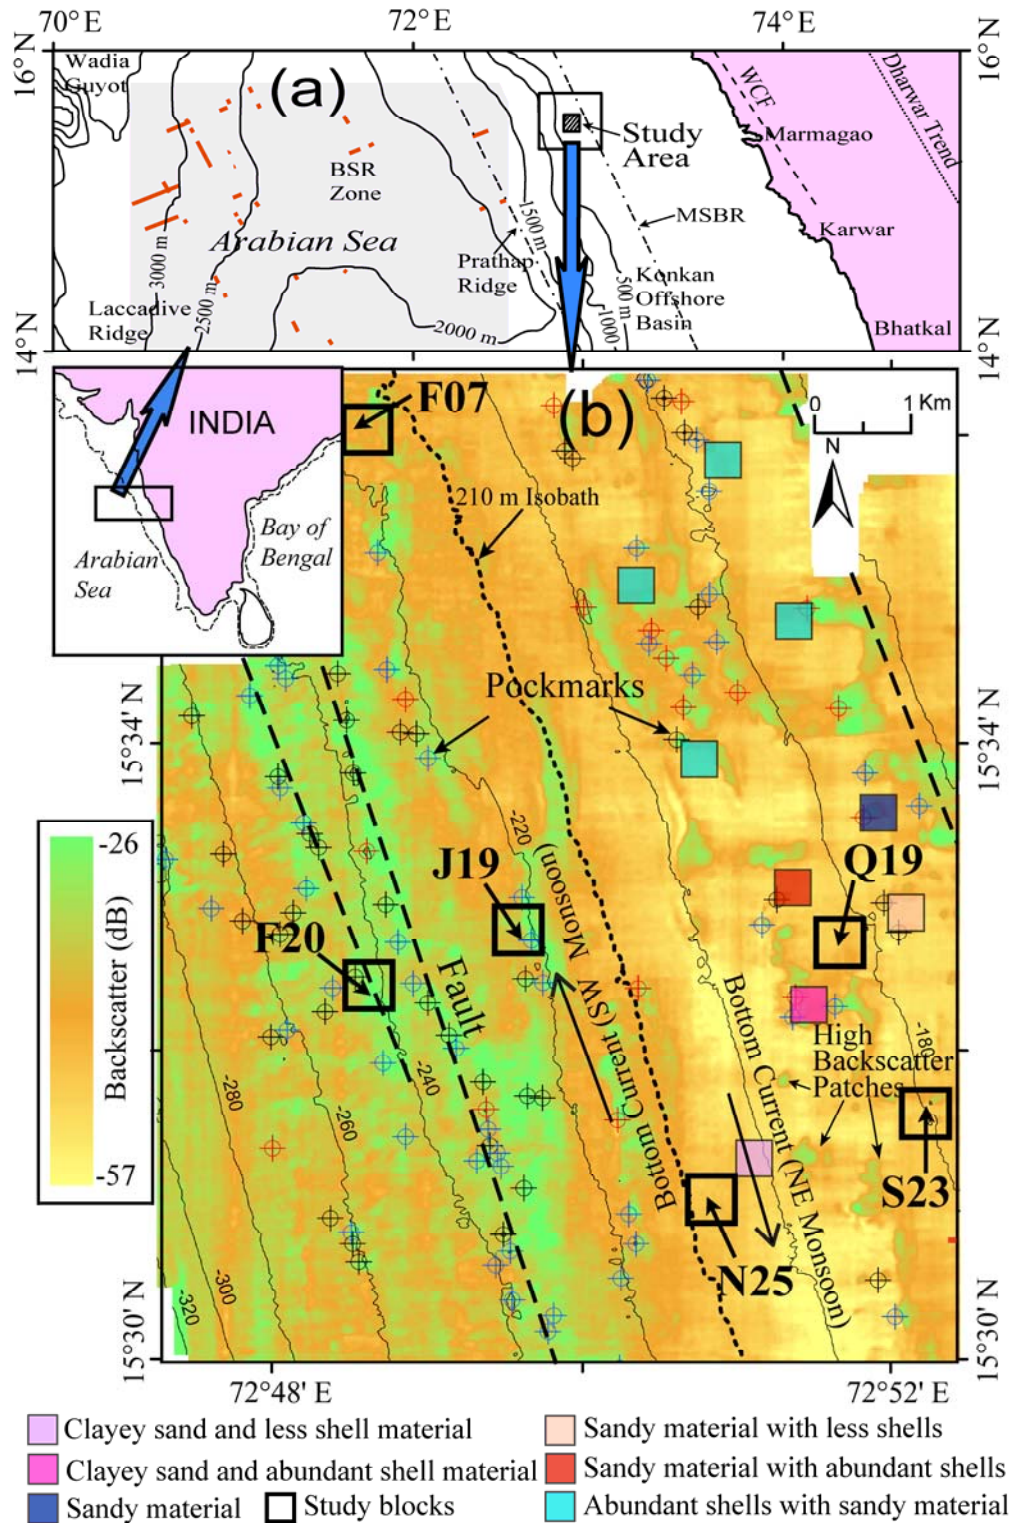 70° E
72° E
74° E
16° N
16° N
Wadia
Guyot
(a)
BSR
Zone
Arabian Sea
Study
Area
WCF
Dharwar Trend
Marmagao
MSBR
Karwar
Prathap
Ridge
Konkan
Offshore
Basin
Bhatkal
Laccadive
Ridge
3000 m
2500 m
2000 m
1500 m
1000
500 m
14° N
14° N
INDIA
Arabian
Sea
Bay of
Bengal
F07
(b)
0
1 Km
N
210 m Isobath
Pockmarks
15°34' N
15°34' N
-220
J19
Q19
F20
Fault
Bottom Current (SW Monsoon)
Bottom Current (NE Monsoon)
High
Backscatter
Patches
-180
S23
N25
-240
-260
-280
-300
-320
-26
Backscatter (dB)
-57
15°30' N
15°30' N
72°48' E
72°52' E
Clayey sand and less shell material
Sandy material with less shells
Clayey sand and abundant shell material
Sandy material with abundant shells
Sandy material
Study blocks
Abundant shells with sandy material